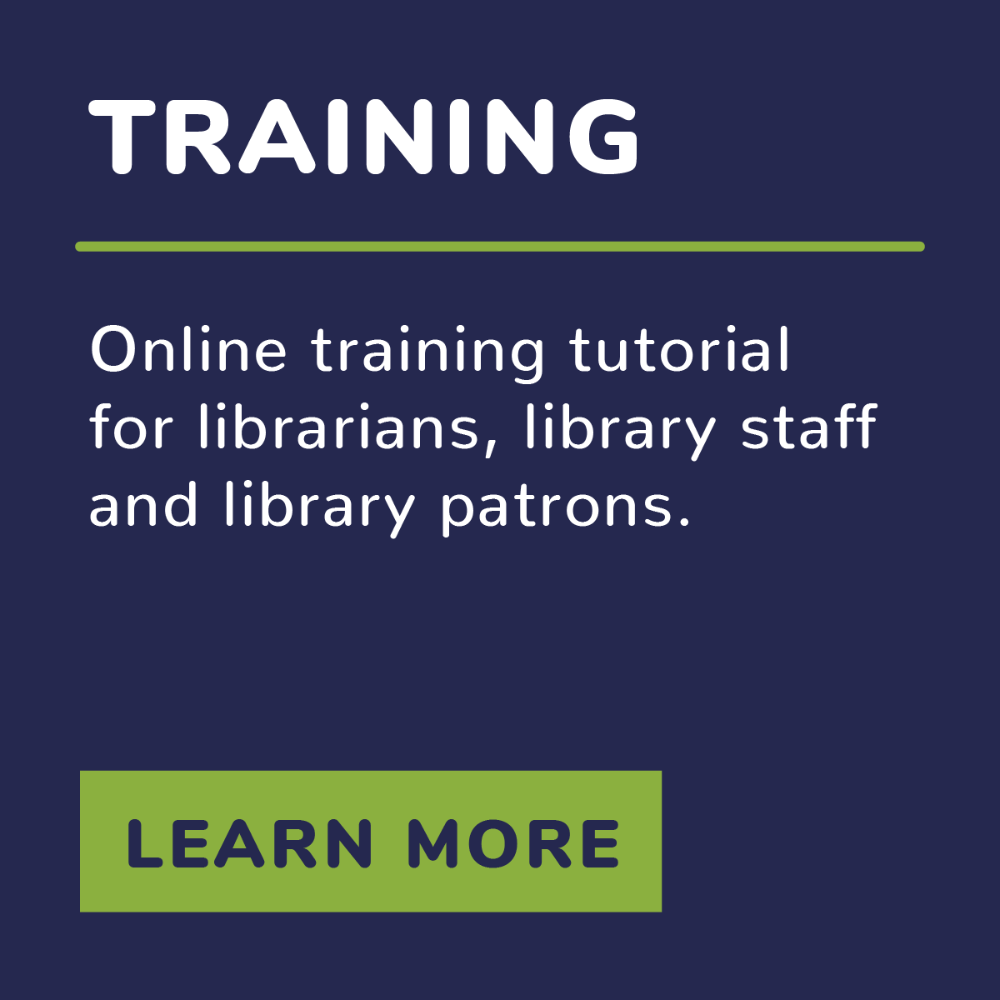 TRAINING
Online training tutorial
for librarians, library staff
and library patrons.
LEARN MORE